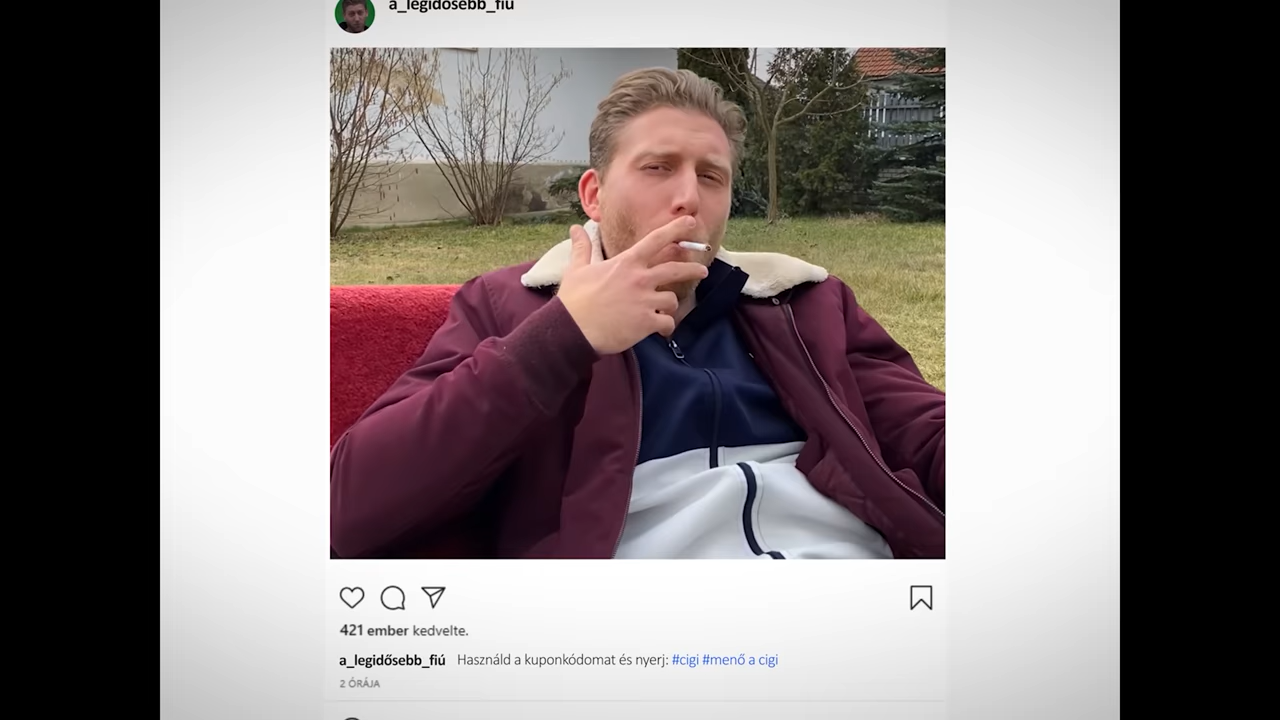 a_legidősebb_fiú
421 ember kedvelte.
a_legidősebb_fiú Használd a kuponkódomat és nyerj: #cigi #menő a cigi
2 ÓRÁJA